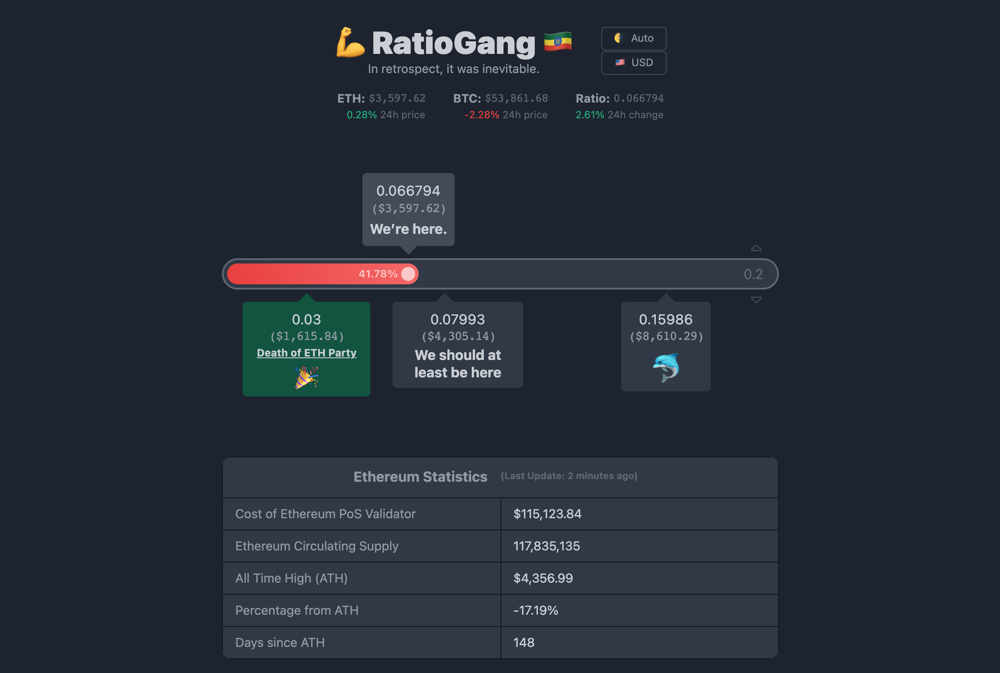 RatioGang
Auto
USD
In retrospect, it was inevitable.
ETH: $3,597.62
0.28% 24h price
BTC: $53,861.68
-2.28% 24h price
Ratio: 0.066794
2.61% 24h change
0.066794
($3,597.62)
We’re here.
41.78%
0.2
0.03
($1,615.84)
Death of ETH Party
0.07993
($4,305.14)
We should at
least be here
0.15986
($8,610.29)
Ethereum Statistics (Last Update: 2 minutes ago)
Cost of Ethereum PoS Validator $115,123.84
Ethereum Circulating Supply 117,835,135
All Time High (ATH) $4,356.99
Percentage from ATH -17.19%
Days since ATH 148